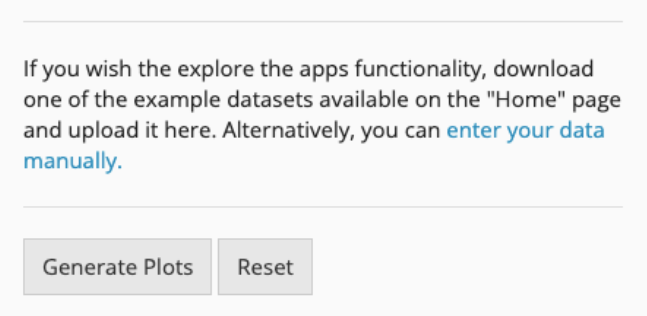 If you wish the explore the apps functionality, download
one of the example datasets available on the "Home" page
and upload it here. Alternatively, you can enter your data
manually.
Generate Plots Reset